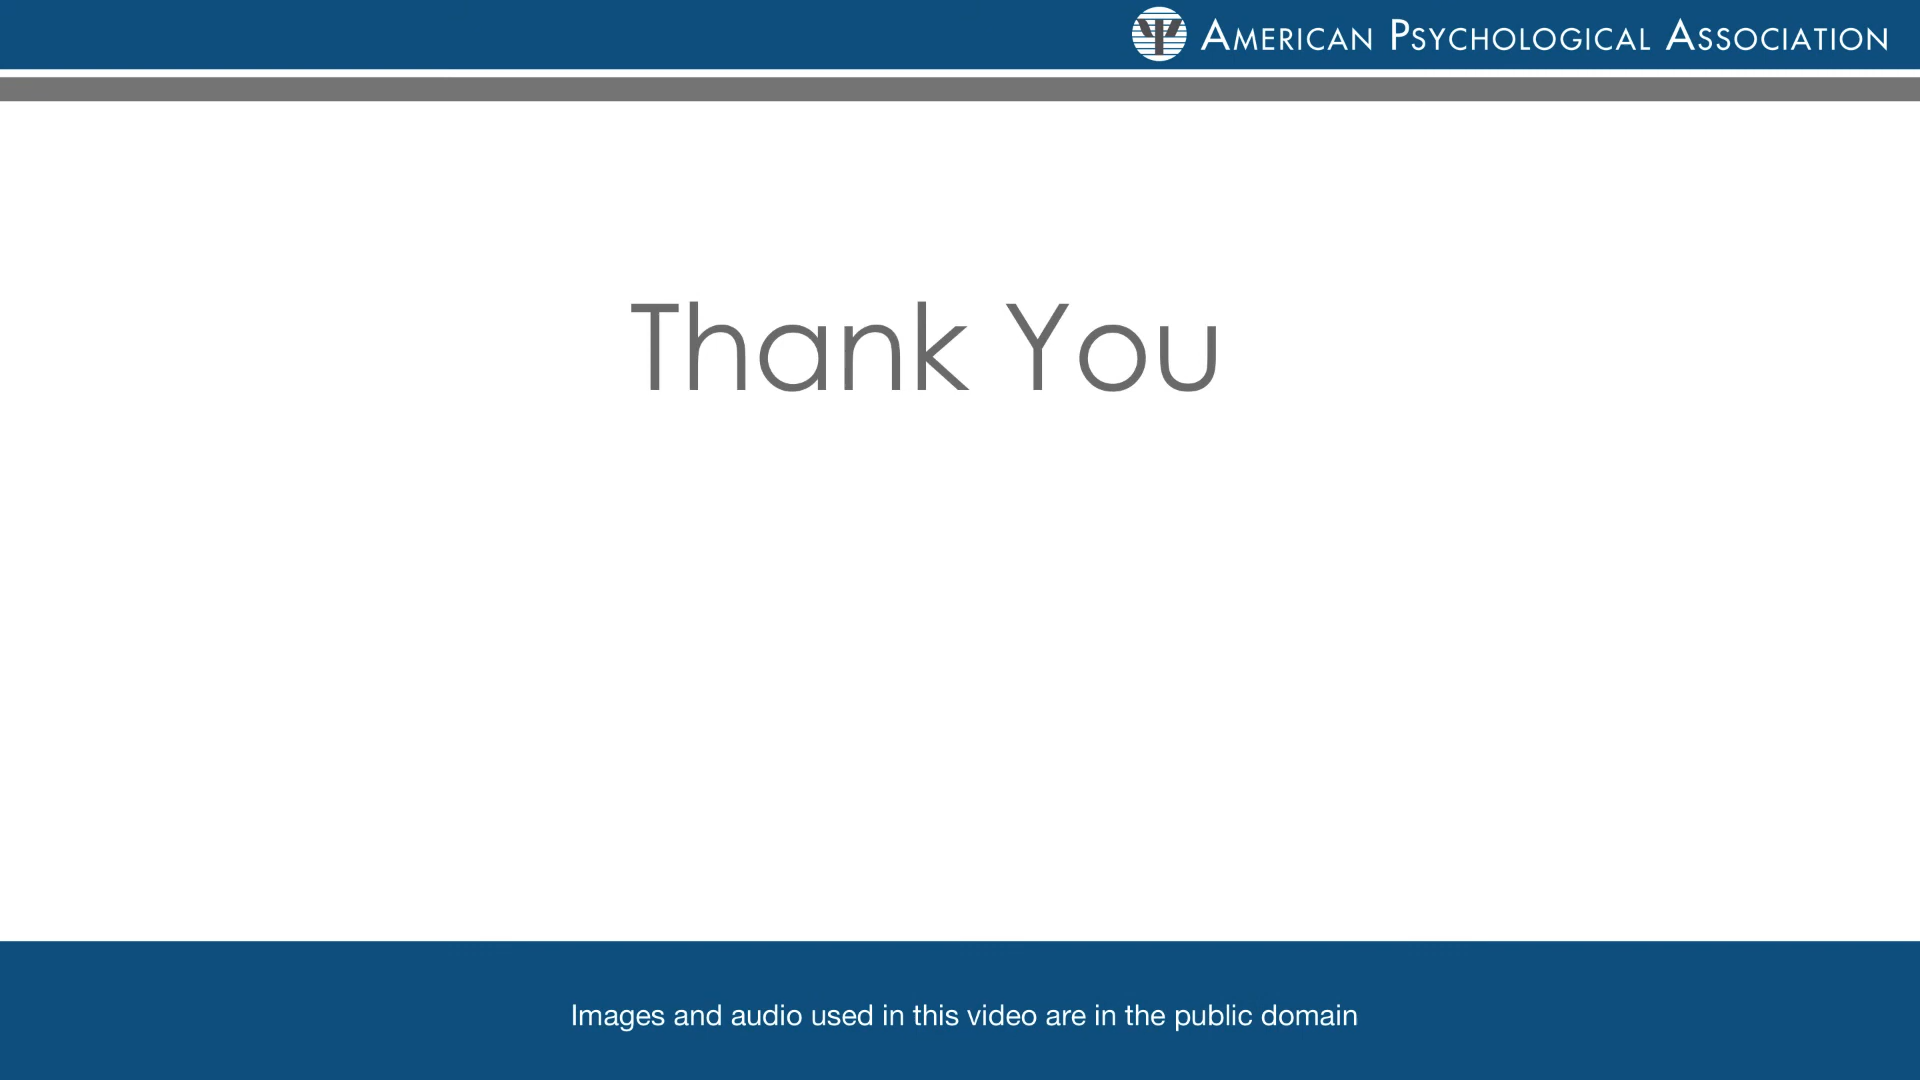 American Psychological Association
Thank You
Images and audio used in this video are in the public domain